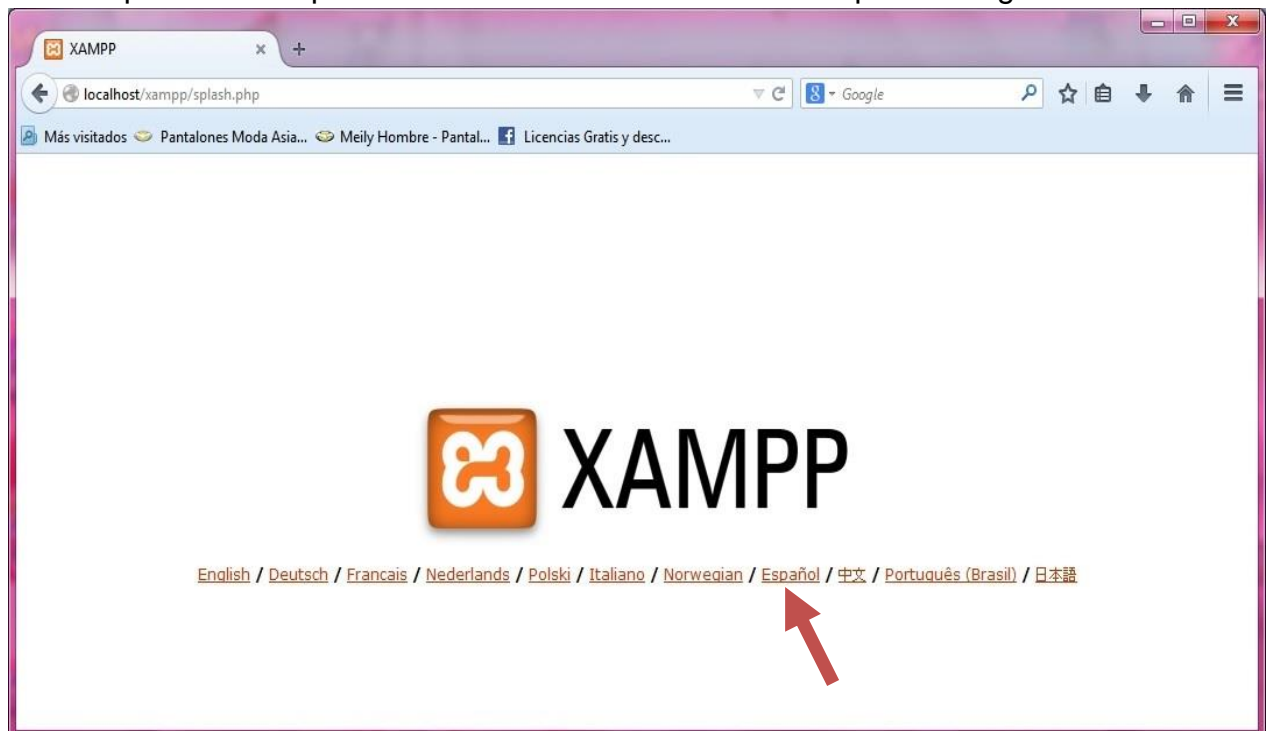 XAMPP
localhost/xampp/splash.php
Google
Más visitados Pantalones Moda Asia... Meily Hombre - Pantal... Licencias Gratis y desc...
XAMPP
English / Deutsch / Francais / Nederlands / Polski / Italiano / Norwegian / Español / 中文 / Português (Brasil) / 日本語